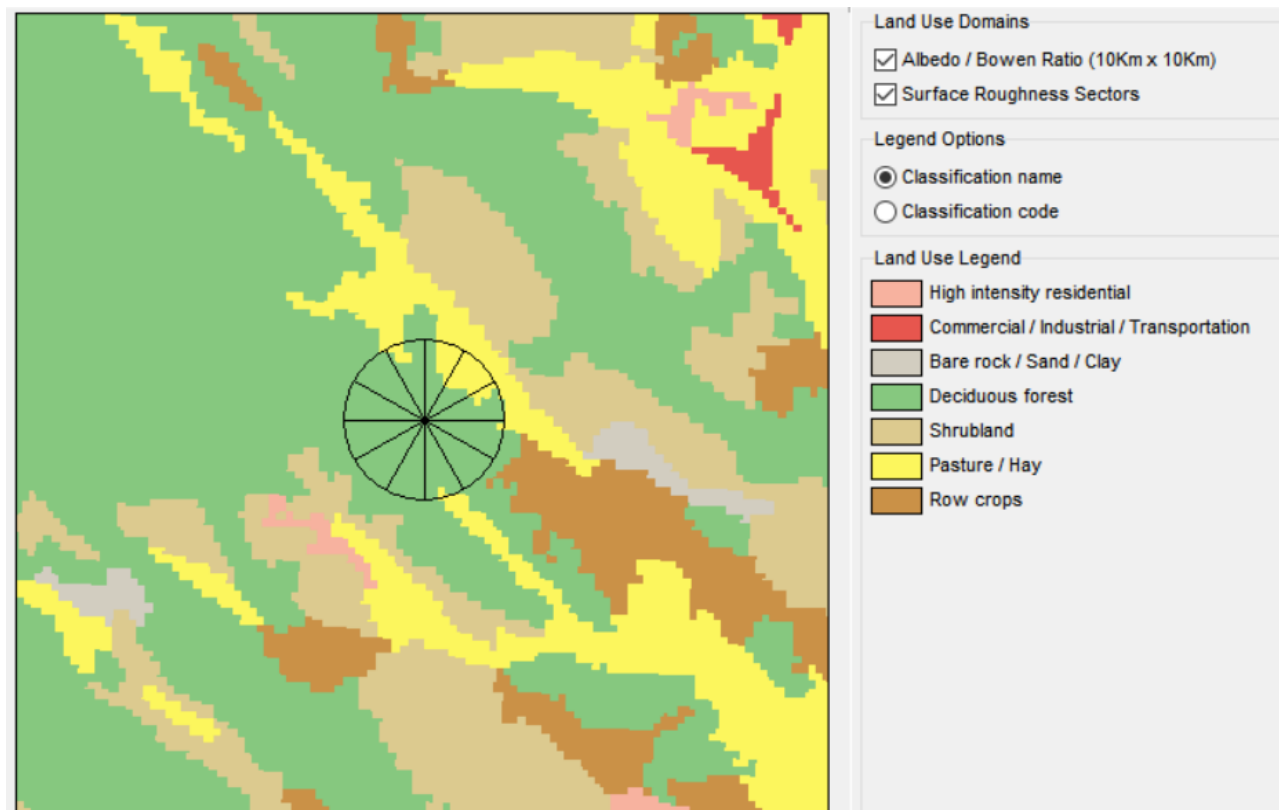 Land Use Domains
Albedo / Bowen Ratio (10Km x 10Km)
Surface Roughness Sectors
Legend Options
Classification name
Classification code
Land Use Legend
High intensity residential
Commercial / Industrial / Transportation
Bare rock / Sand / Clay
Deciduous forest
Shrubland
Pasture / Hay
Row crops